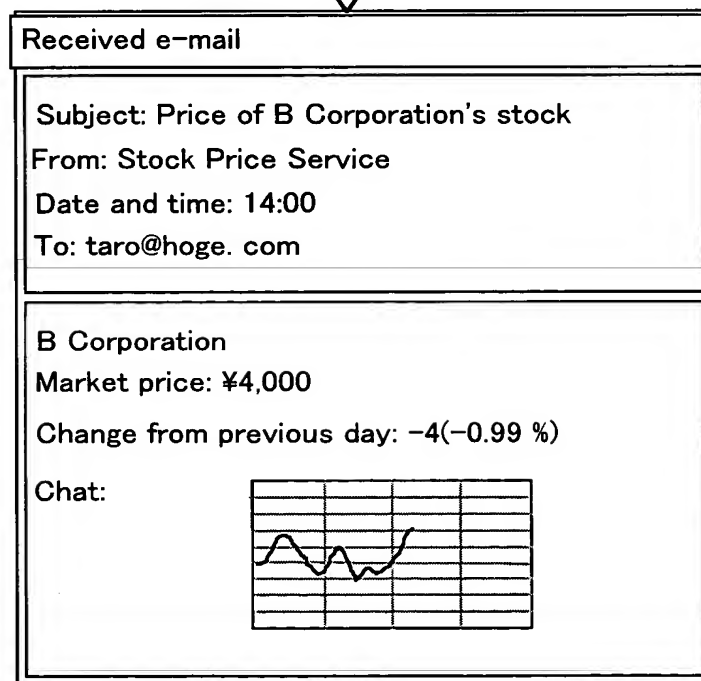 Received e-mail
Subject: Price of B Corporation's stock
From: Stock Price Service
Date and time: 14:00
To: taro@hoge. com
B Corporation
Market price: ¥4,000
Change from previous day: -4(-0.99 %)
Chat: